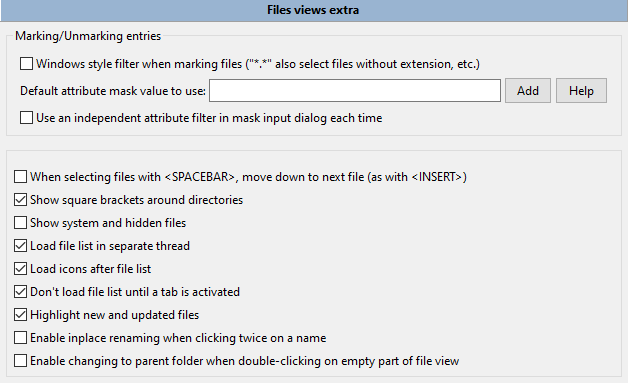 Files views extra
Marking/Unmarking entries
Windows style filter when marking files ("*.*" also select files without extension, etc.)
Default attribute mask value to use: Add Help
Use an independent attribute filter in mask input dialog each time
When selecting files with <SPACEBAR>, move down to next file (as with <INSERT>)
Show square brackets around directories
Show system and hidden files
Load file list in separate thread
Load icons after file list
Don't load file list until a tab is activated
Highlight new and updated files
Enable inplace renaming when clicking twice on a name
Enable changing to parent folder when double-clicking on empty part of file view